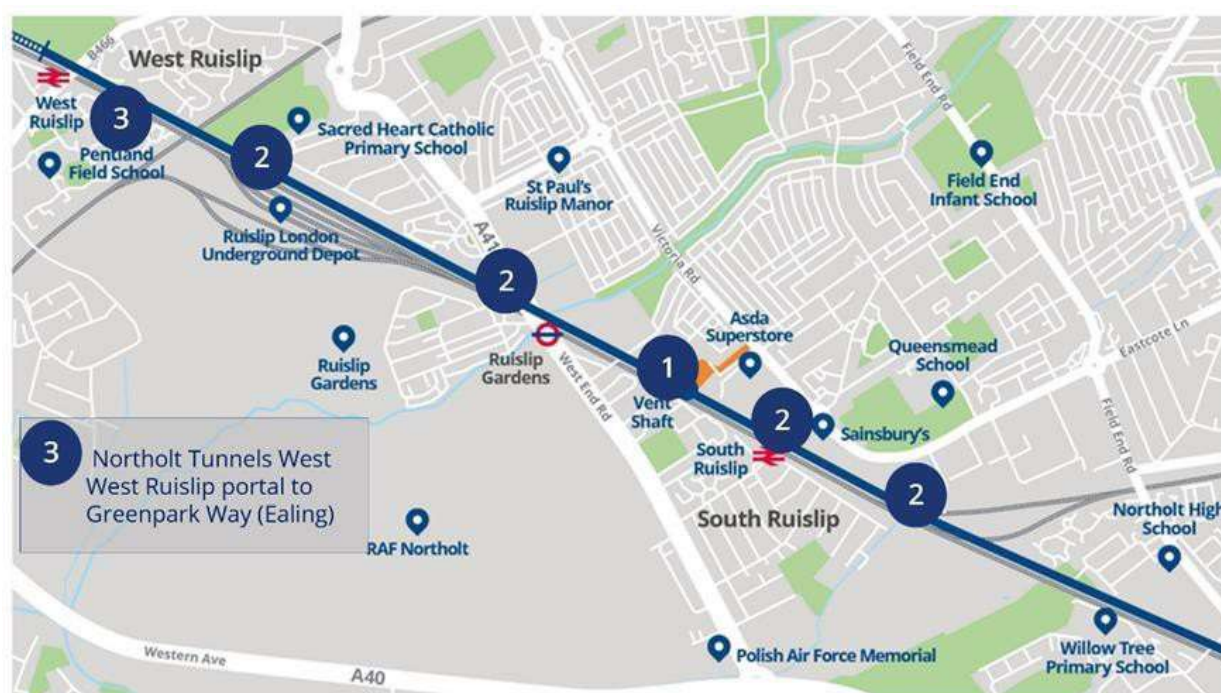 B466
West Ruislip
West
Ruislip
3
Pentland
Field School
2
Sacred Heart Catholic
Primary School
St Paul's
Ruislip Manor
Field End Rd
Field End
Infant School
Ruislip London
Underground Depot
A41
Victoria Rd
2
Ruislip
Gardens
Ruislip
Gardens
West End Rd
1
Vent
Shaft
Asda
Superstore
Queensmead
School
Eastcote Ln
2
Sainsbury's
South
Ruislip
Field End Rd
2
3
Northolt Tunnels West
West Ruislip portal to
Greenpark Way (Ealing)
RAF Northolt
South Ruislip
Northolt High
School
Polish Air Force Memorial
Willow Tree
Primary School
Western Ave
A40